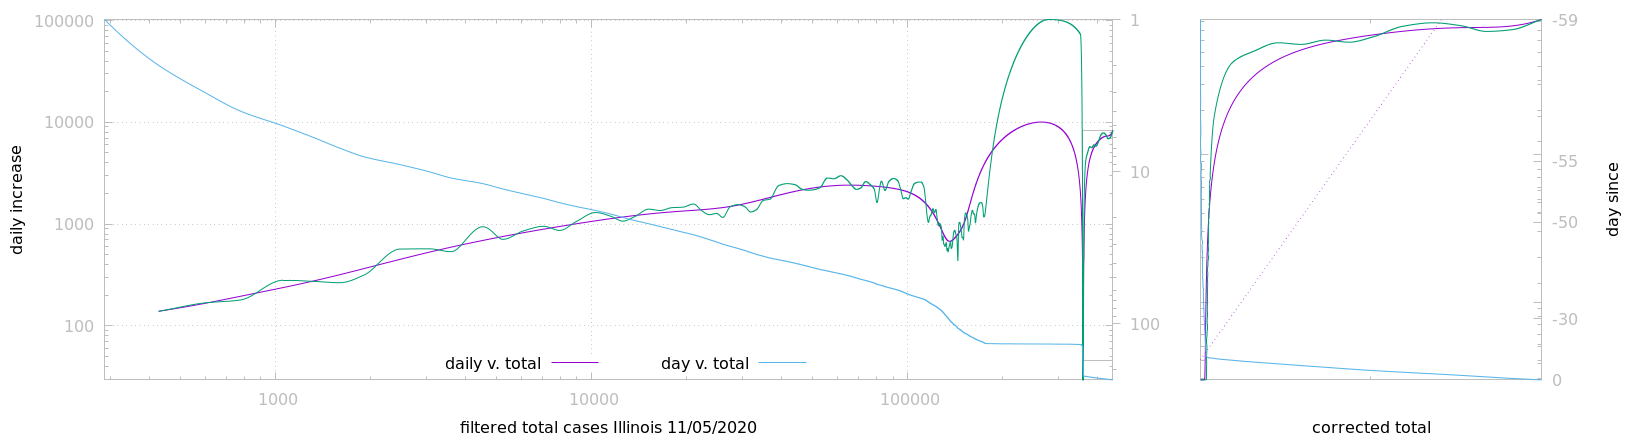 100000
10000
1000
100
daily increase
1
10
100
daily v. total
day v. total
1000
10000
100000
filtered total cases Illinois 11/05/2020
-59
-55
-50
-30
0
day since
corrected total